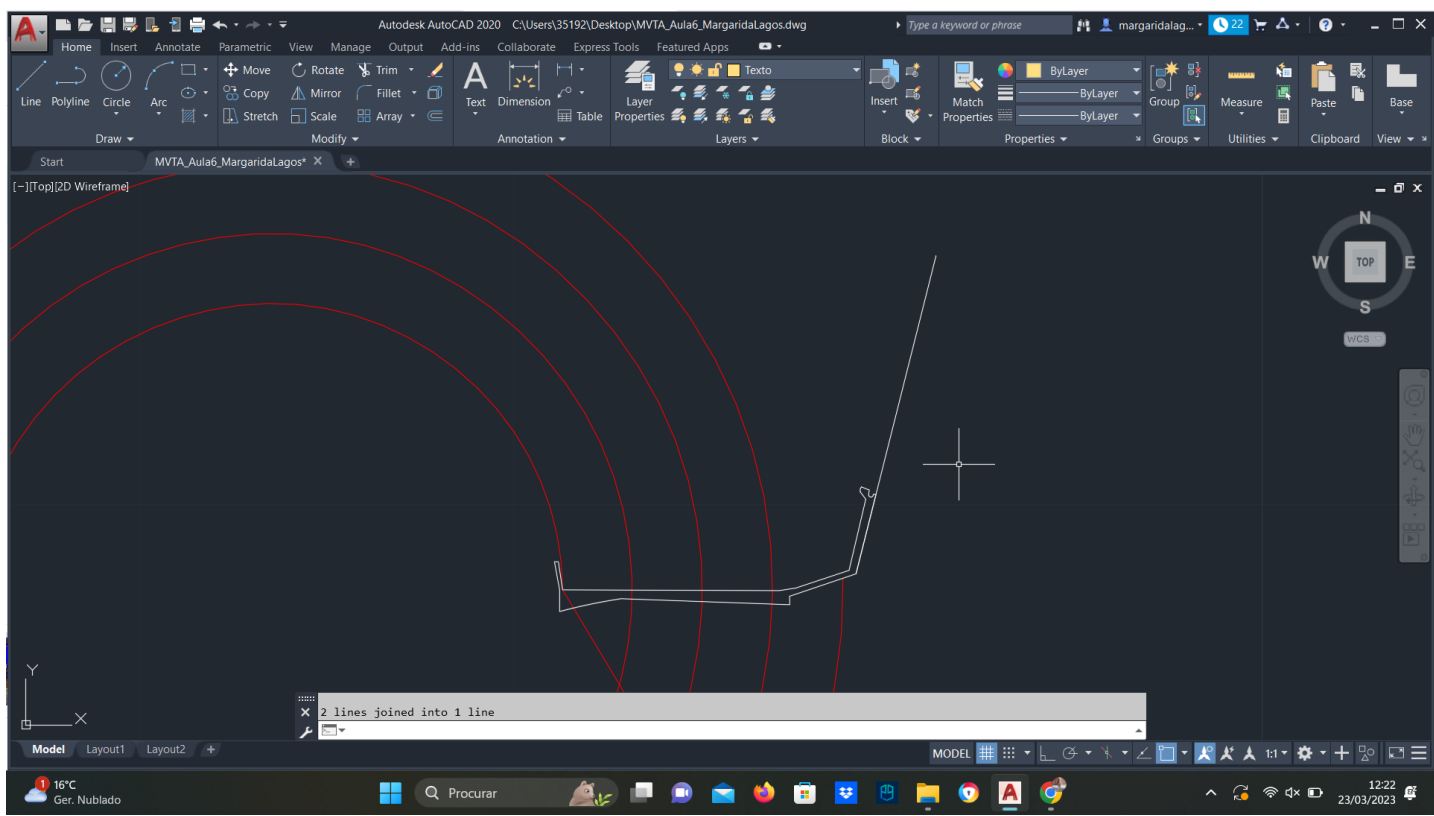 Autodesk AutoCAD 2020 C:\Users\35192\Desktop\MVTA_Aula6_MargaridaLagos.dwg Type a keyword or phrase margaridalag... 22
Home Insert Annotate Parametric View Manage Output Add-ins Collaborate Express Tools Featured Apps
Move Rotate Trim Texto ByLayer
Copy Mirror Fillet ByLayer
Line Polyline Circle Arc Text Dimension Layer Insert Match Group Measure Paste Base
Stretch Scale Array Table Properties Properties ByLayer
Draw Modify Annotation Layers Block Properties Groups Utilities Clipboard View
Start MVTA_Aula6_MargaridaLagos*
[−][Top][2D Wireframe]
N
W TOP E
S
WCS
Y
X
2 lines joined into 1 line
Model Layout1 Layout2 + MODEL 1:1
1 16°C
Ger. Nublado
Procurar
12:22
23/03/2023